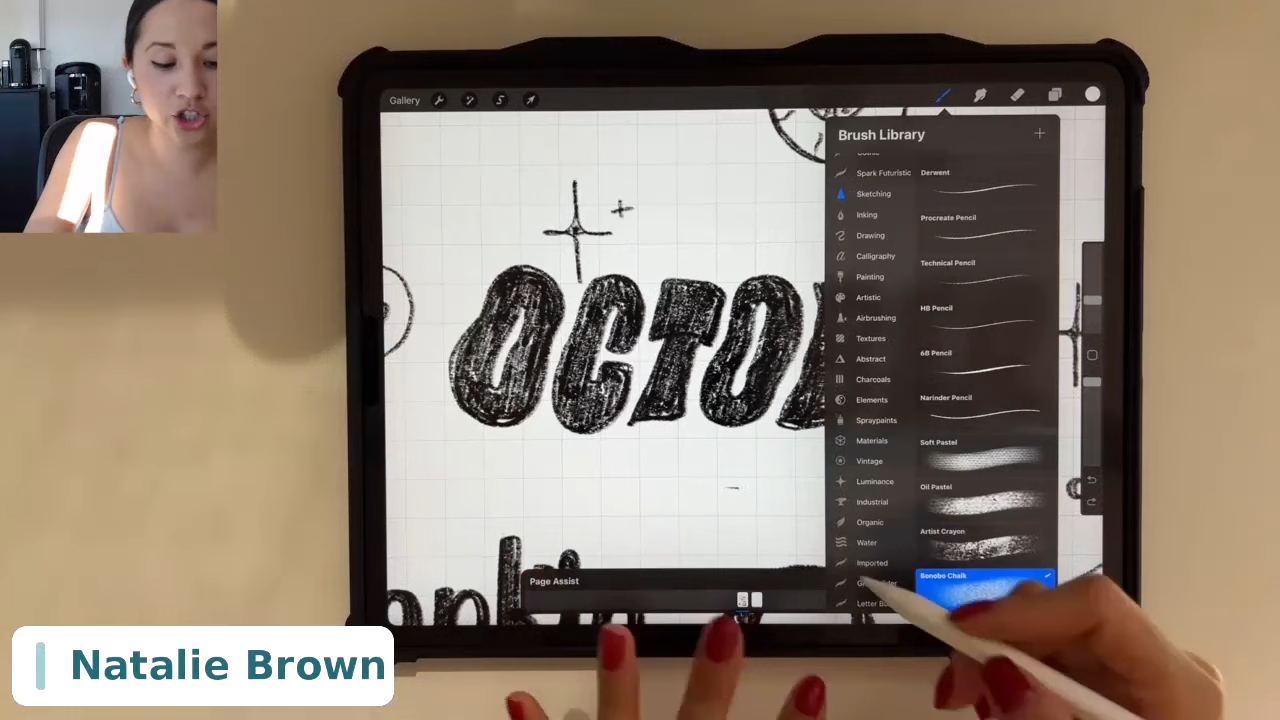 Gallery
Brush Library
Spark Futuristic
Sketching
Inking
Drawing
Calligraphy
Painting
Artistic
Airbrushing
Textures
Abstract
Charcoals
Elements
Spraypaints
Materials
Vintage
Luminance
Industrial
Organic
Water
Imported
Derwent
Procreate Pencil
Technical Pencil
HB Pencil
6B Pencil
Narinder Pencil
Soft Pastel
Oil Pastel
Artist Crayon
Bonobo Chalk
OCTO
Page Assist
Natalie Brown